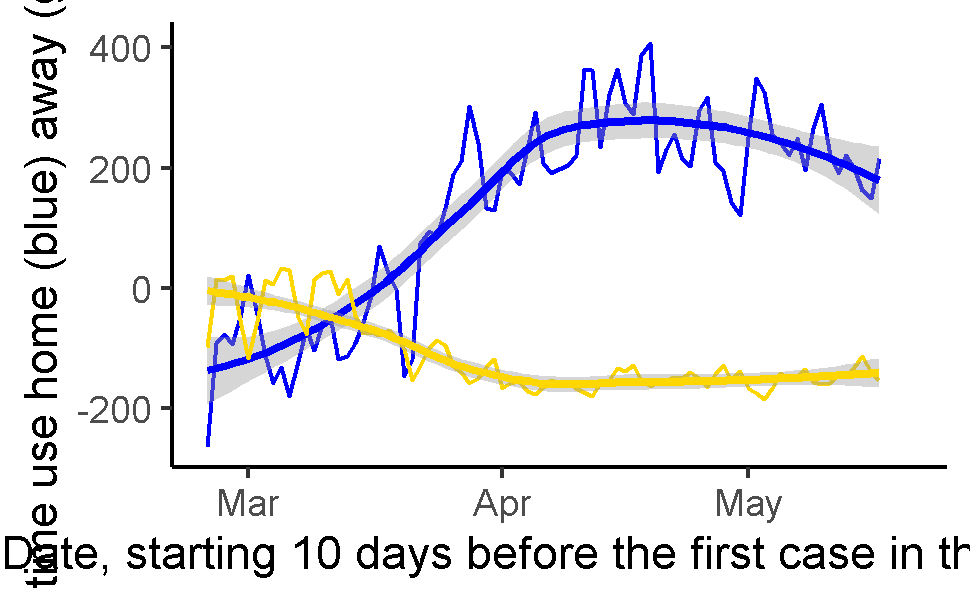 time use home (blue) away (
400
200
0
-200
Mar Apr May
Date, starting 10 days before the first case in th